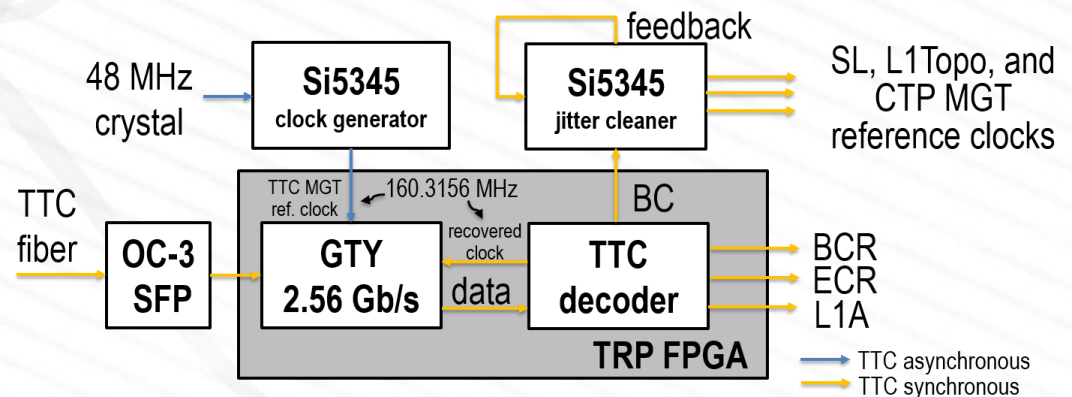 feedback
48 MHz
crystal
Si5345
clock generator
Si5345
jitter cleaner
SL, L1Topo, and
CTP MGT
reference clocks
TTC MGT
ref. clock
160.3156 MHz
BC
TTC
fiber
OC-3
SFP
GTY
2.56 Gb/s
recovered
clock
data
TTC
decoder
BCR
ECR
L1A
TRP FPGA
TTC asynchronous
TTC synchronous